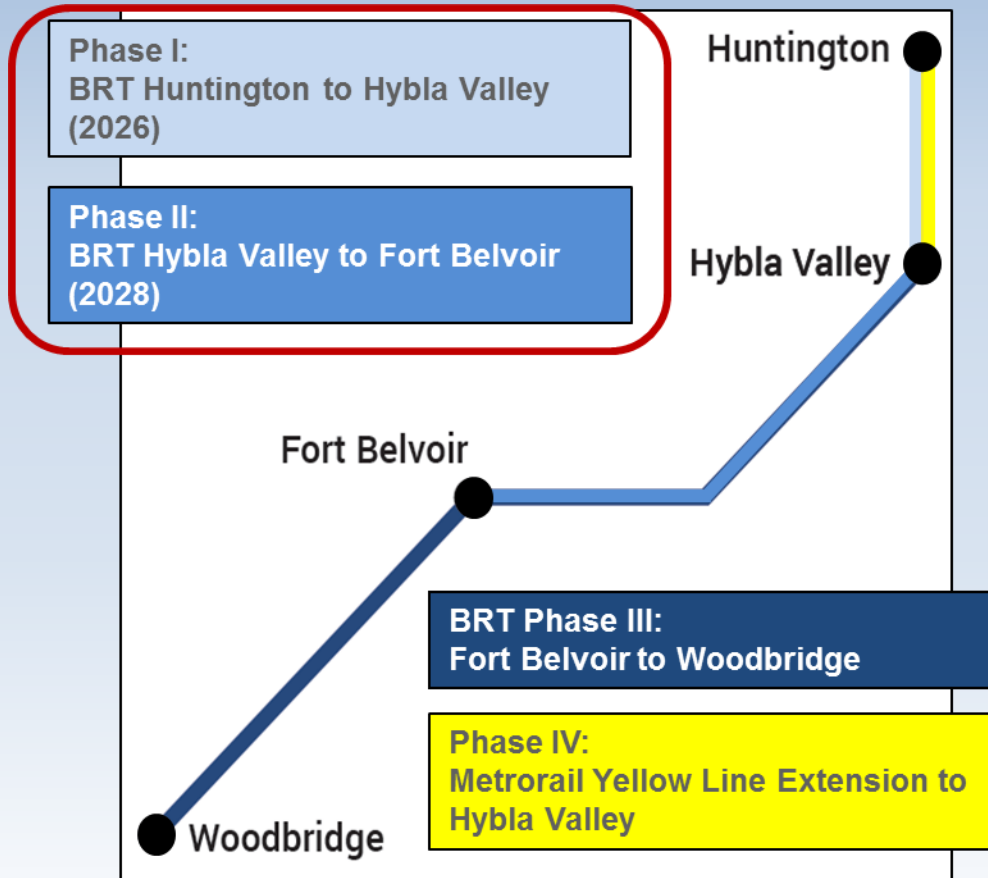 Phase I:
BRT Huntington to Hybla Valley
(2026)
Phase II:
BRT Hybla Valley to Fort Belvoir
(2028)
Huntington
Hybla Valley
Fort Belvoir
BRT Phase III:
Fort Belvoir to Woodbridge
Phase IV:
Metrorail Yellow Line Extension to
Hybla Valley
Woodbridge